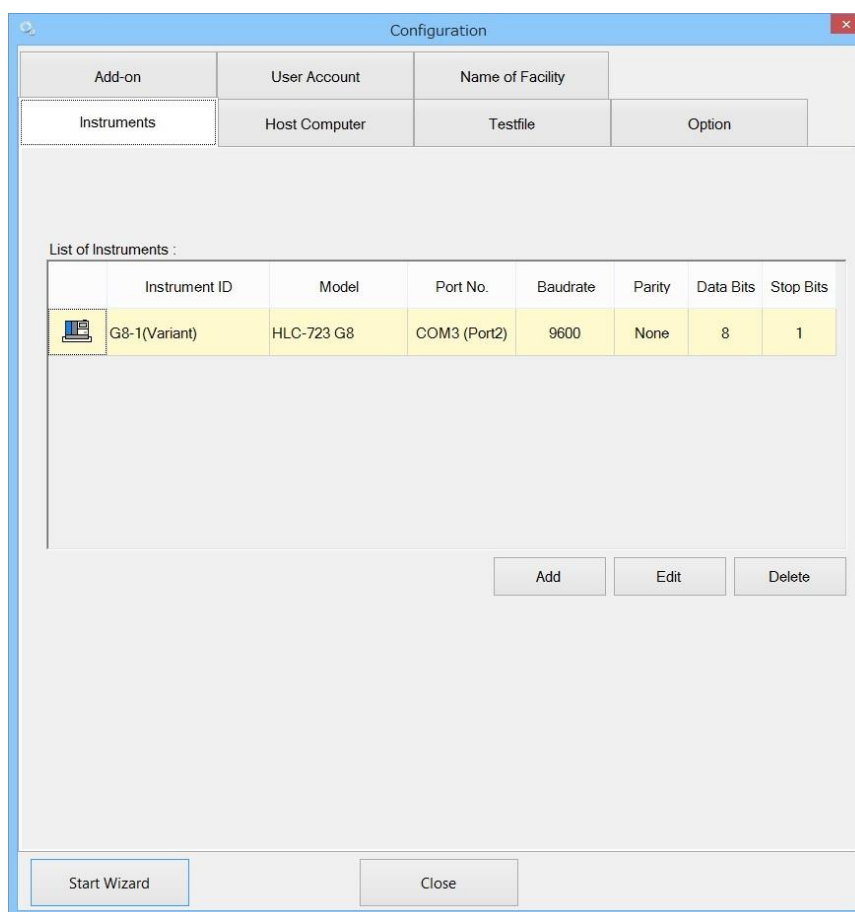 Configuration
Add-on User Account Name of Facility
Instruments Host Computer Testfile Option
List of Instruments :
Instrument ID Model Port No. Baudrate Parity Data Bits Stop Bits
G8-1(Variant) HLC-723 G8 COM3 (Port2) 9600 None 8 1
Add Edit Delete
Start Wizard Close